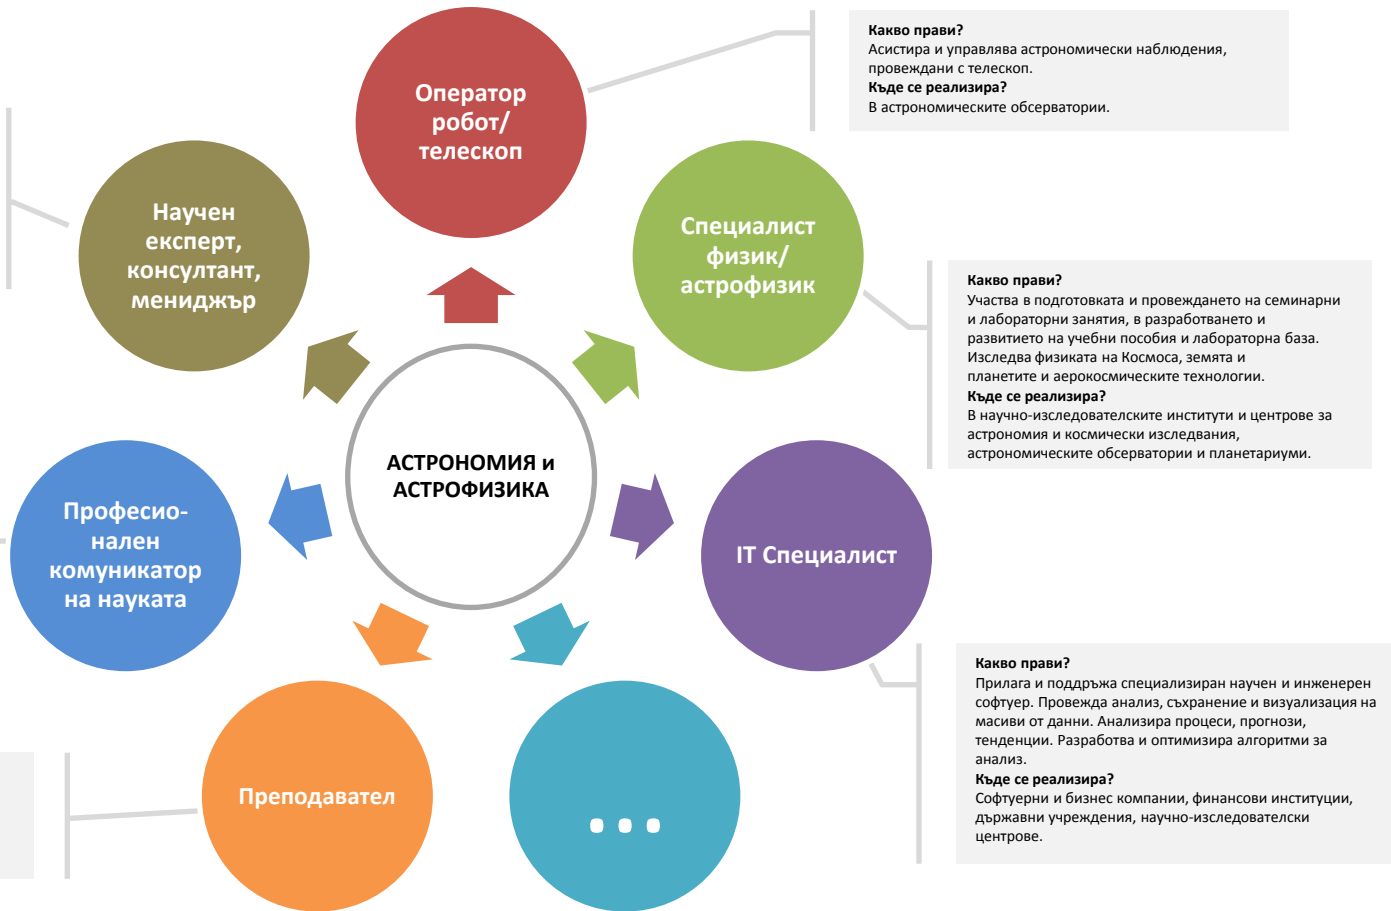 Оператор
робот/
телескоп
Какво прави?
Асистира и управлява астрономически наблюдения,
провеждани с телескоп.
Къде се реализира?
В астрономическите обсерватории.
Научен
експерт,
консултант,
мениджър
Специалист
физик/
астрофизик
Какво прави?
Участва в подготовката и провеждането на семинарни
и лабораторни занятия, в разработването и
развитието на учебни пособия и лабораторна база.
Изследва физиката на Космоса, земята и
планетите и аерокосмическите технологии.
Къде се реализира?
В научно-изследователските институти и центрове за
астрономия и космически изследвания,
астрономическите обсерватории и планетариуми.
АСТРОНОМИЯ и
АСТРОФИЗИКА
Професио-
нален
комуникатор
на науката
IT Специалист
Какво прави?
Прилага и поддръжа специализиран научен и инженерен
софтуер. Провежда анализ, съхранение и визуализация на
масиви от данни. Анализира процеси, прогнози,
тенденции. Разработва и оптимизира алгоритми за
анализ.
Къде се реализира?
Софтуерни и бизнес компании, финансови институции,
държавни учреждения, научно-изследователски
центрове.
Преподавател
...